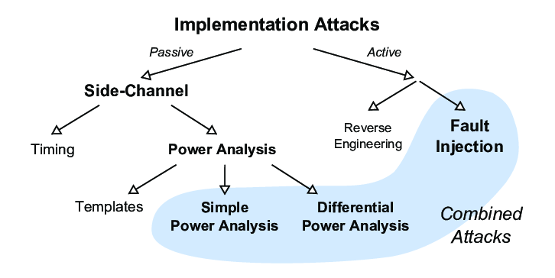 Implementation Attacks
Passive
Active
Side-Channel
Timing
Power Analysis
Reverse
Engineering
Fault
Injection
Templates
Simple
Power Analysis
Differential
Power Analysis
Combined
Attacks